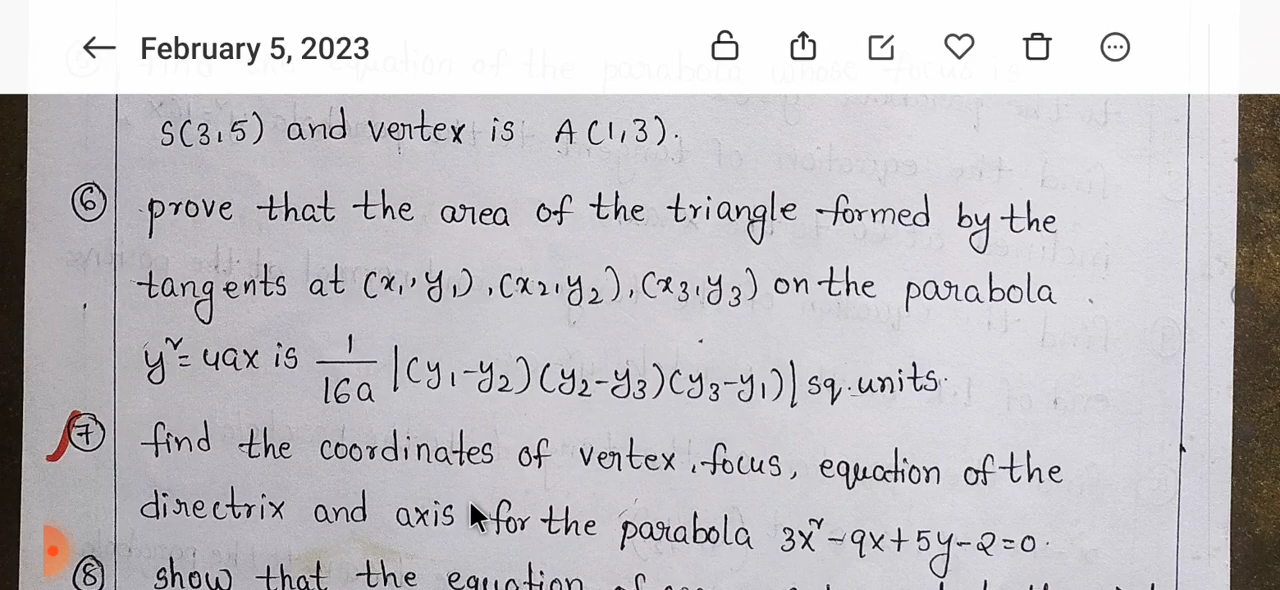 February 5, 2023
S(3,5) and vertex is A(1,3).
⑥ prove that the area of the triangle formed by the
tangents at (x₁, y₁), (x₂, y₂), (x₃, y₃) on the parabola
y²=4ax is 1/16a |(y₁-y₂)(y₂-y₃)(y₃-y₁)| sq.units.
⑦ find the coordinates of vertex, focus, equation of the
directrix and axis for the parabola 3x²-9x+5y-2=0.
⑧ show that the equation of